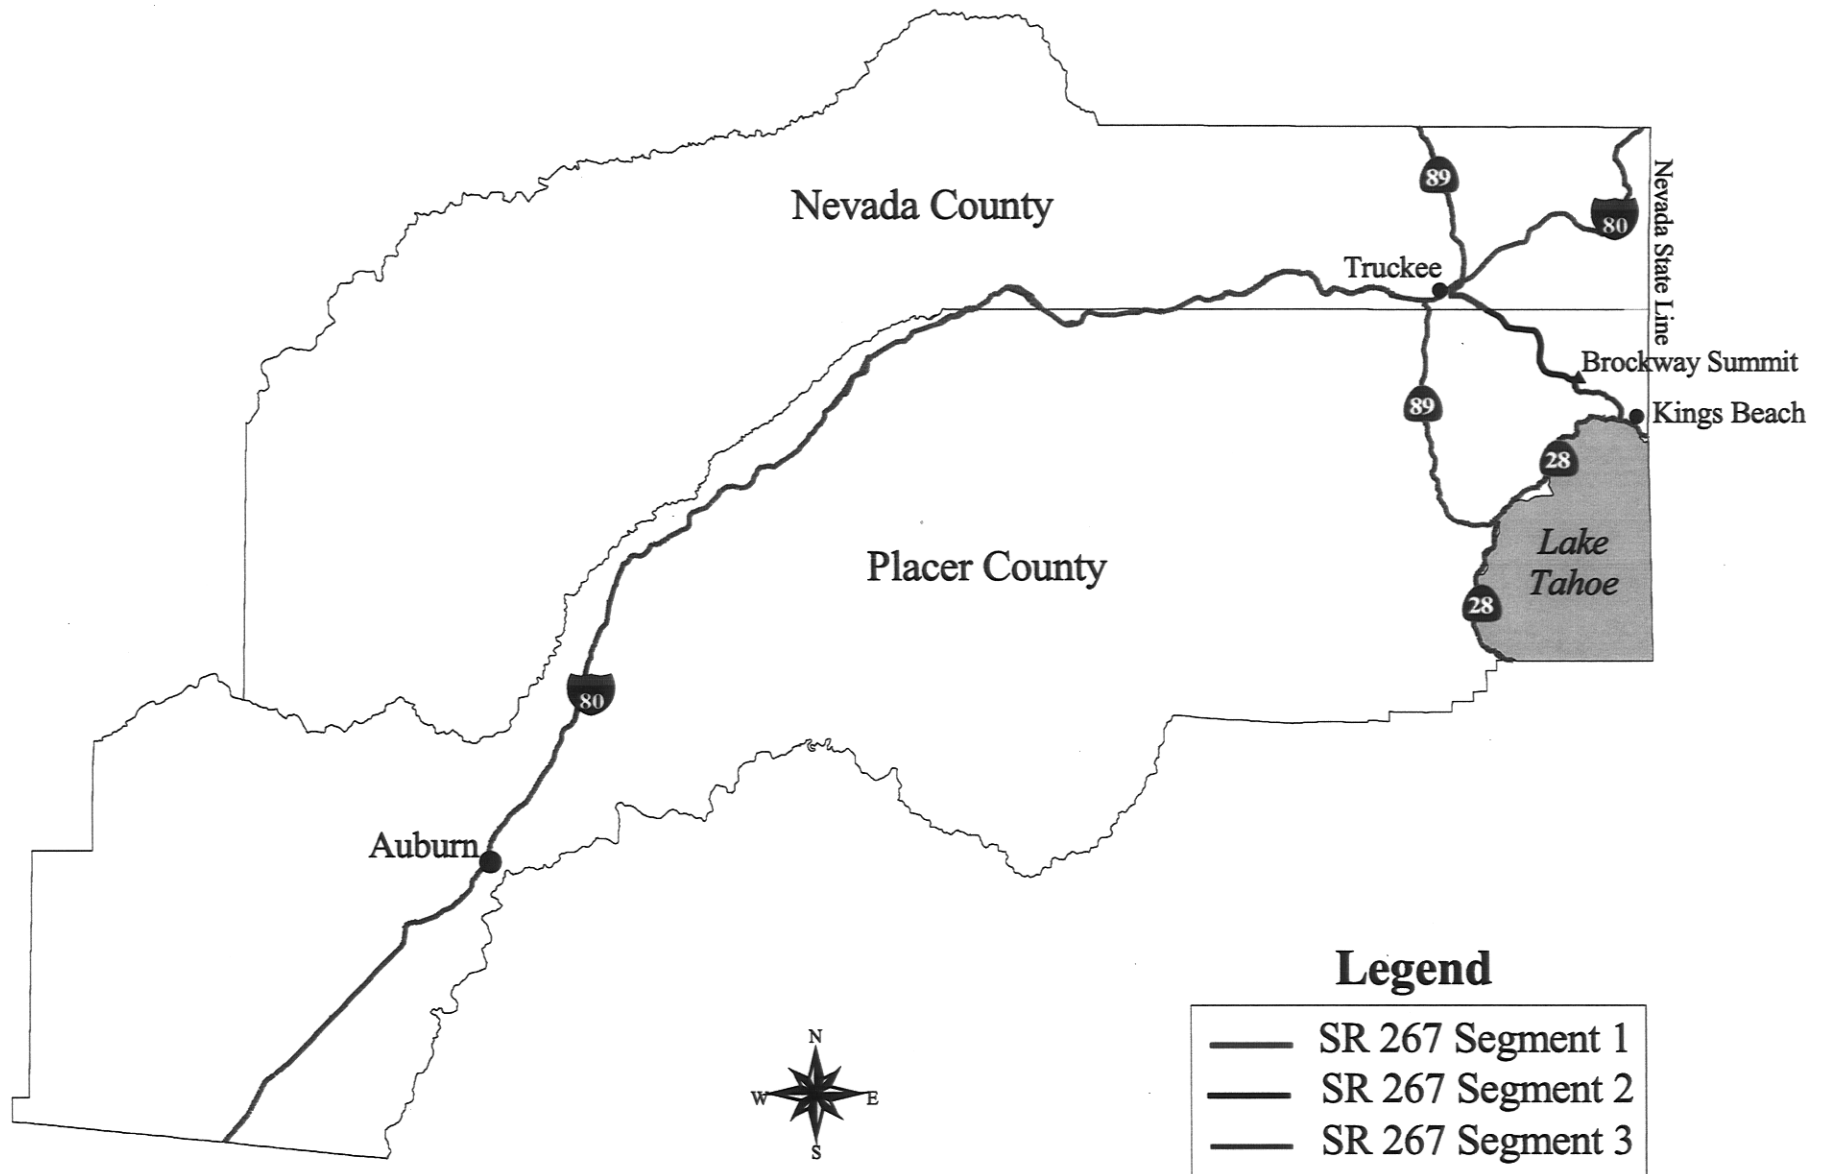 89
Nevada County
80
Nevada State Line
Truckee
Brockway Summit
89
Kings Beach
28
Lake
Tahoe
Placer County
28
80
Auburn
Legend
N
W E
S
SR 267 Segment 1
SR 267 Segment 2
SR 267 Segment 3